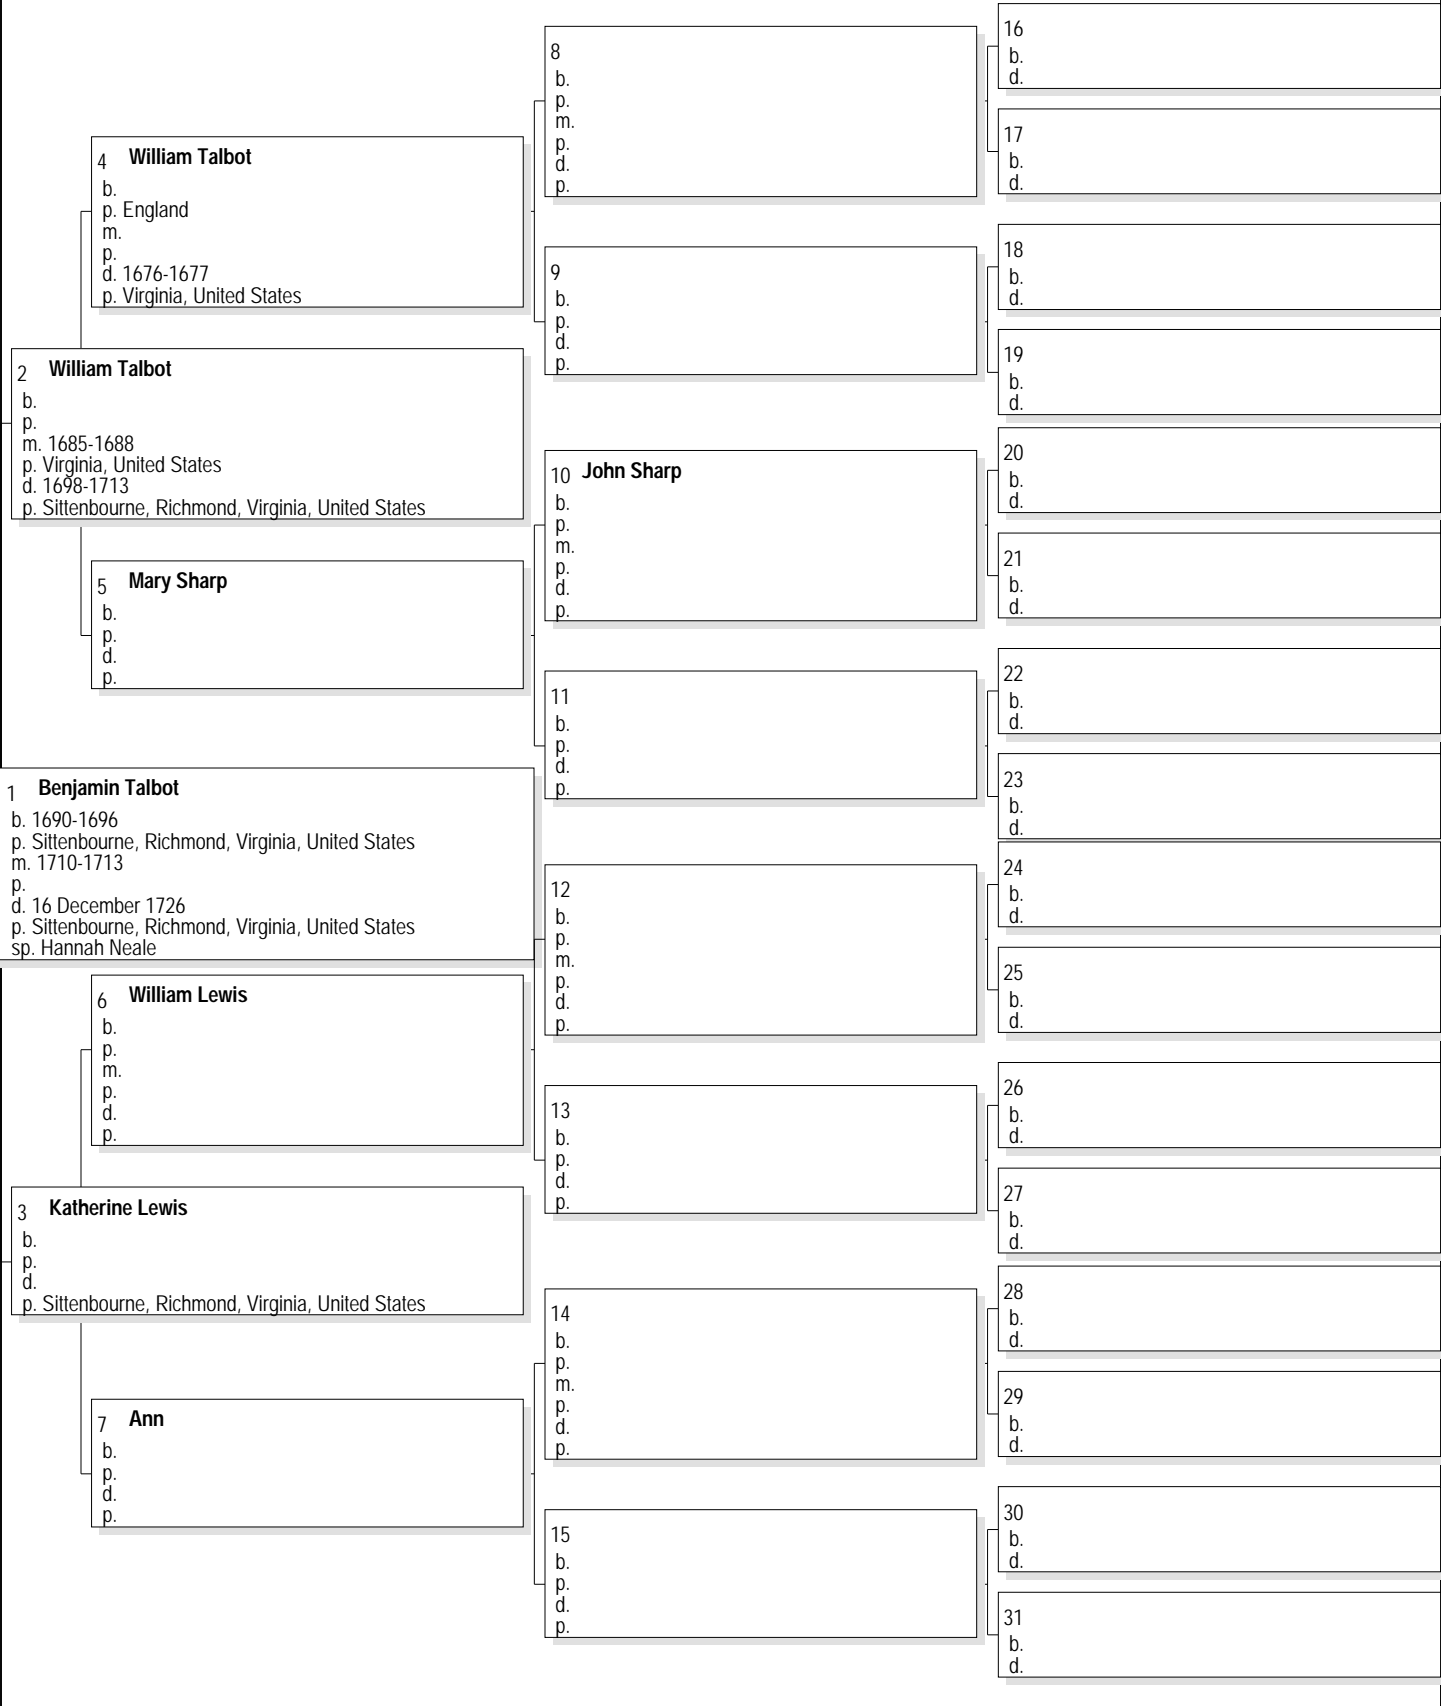 4 William Talbot
b.
p. England
m.
p.
d. 1676-1677
p. Virginia, United States
2 William Talbot
b.
p.
m. 1685-1688
p. Virginia, United States
d. 1698-1713
p. Sittenbourne, Richmond, Virginia, United States
5 Mary Sharp
b.
p.
d.
p.
1 Benjamin Talbot
b. 1690-1696
p. Sittenbourne, Richmond, Virginia, United States
m. 1710-1713
p.
d. 16 December 1726
p. Sittenbourne, Richmond, Virginia, United States
sp. Hannah Neale
6 William Lewis
b.
p.
m.
p.
d.
p.
3 Katherine Lewis
b.
p.
d.
p. Sittenbourne, Richmond, Virginia, United States
7 Ann
b.
p.
d.
p.
8
b.
p.
m.
p.
d.
p.
9
b.
p.
d.
p.
10 John Sharp
b.
p.
m.
p.
d.
p.
11
b.
p.
d.
p.
12
b.
p.
m.
p.
d.
p.
13
b.
p.
d.
p.
14
b.
p.
m.
p.
d.
p.
15
b.
p.
d.
p.
16
b.
d.
17
b.
d.
18
b.
d.
19
b.
d.
20
b.
d.
21
b.
d.
22
b.
d.
23
b.
d.
24
b.
d.
25
b.
d.
26
b.
d.
27
b.
d.
28
b.
d.
29
b.
d.
30
b.
d.
31
b.
d.